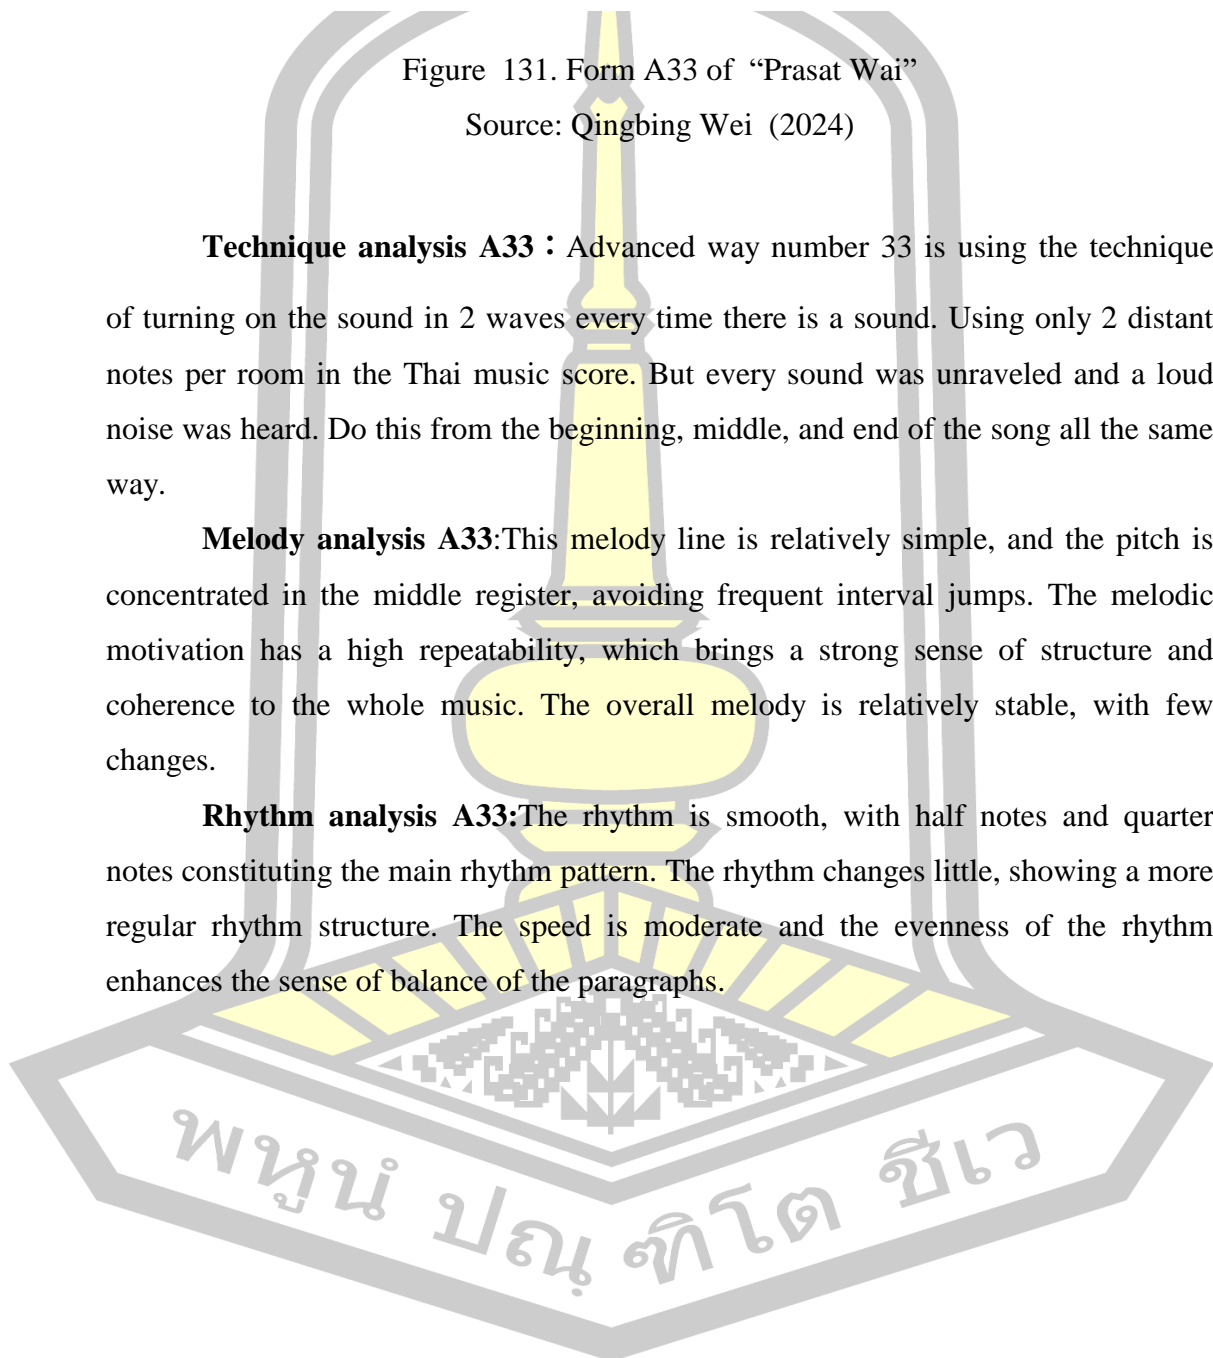 Figure 131. Form A33 of “Prasat Wai”
Source: Qingbing Wei (2024)
Technique analysis A33：Advanced way number 33 is using the technique
of turning on the sound in 2 waves every time there is a sound. Using only 2 distant
notes per room in the Thai music score. But every sound was unraveled and a loud
noise was heard. Do this from the beginning, middle, and end of the song all the same
way.
Melody analysis A33:This melody line is relatively simple, and the pitch is
concentrated in the middle register, avoiding frequent interval jumps. The melodic
motivation has a high repeatability, which brings a strong sense of structure and
coherence to the whole music. The overall melody is relatively stable, with few
changes.
Rhythm analysis A33:The rhythm is smooth, with half notes and quarter
notes constituting the main rhythm pattern. The rhythm changes little, showing a more
regular rhythm structure. The speed is moderate and the evenness of the rhythm
enhances the sense of balance of the paragraphs.
พหูนํ ปณฺฑิโต ชีเว